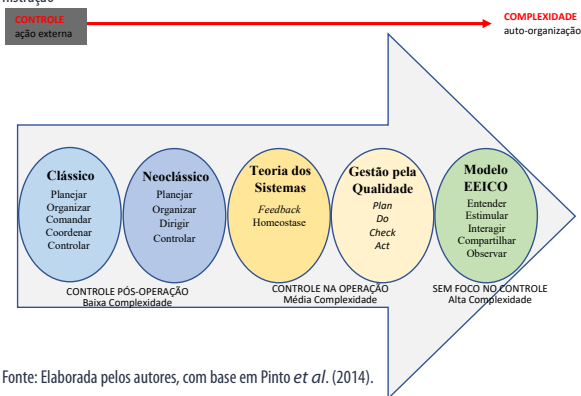 nistração
CONTROLE
ação externa
COMPLEXIDADE
auto-organização
Clássico
Planejar
Organizar
Comandar
Coordenar
Controlar
Neoclássico
Planejar
Organizar
Dirigir
Controlar
Teoria dos
Sistemas
Feedback
Homeostase
Gestão pela
Qualidade
Plan
Do
Check
Act
Modelo
EEICO
Entender
Estimular
Interagir
Compartilhar
Observar
CONTROLE PÓS-OPERAÇÃO
Baixa Complexidade
CONTROLE NA OPERAÇÃO
Média Complexidade
SEM FOCO NO CONTROLE
Alta Complexidade
Fonte: Elaborada pelos autores, com base em Pinto et al. (2014).